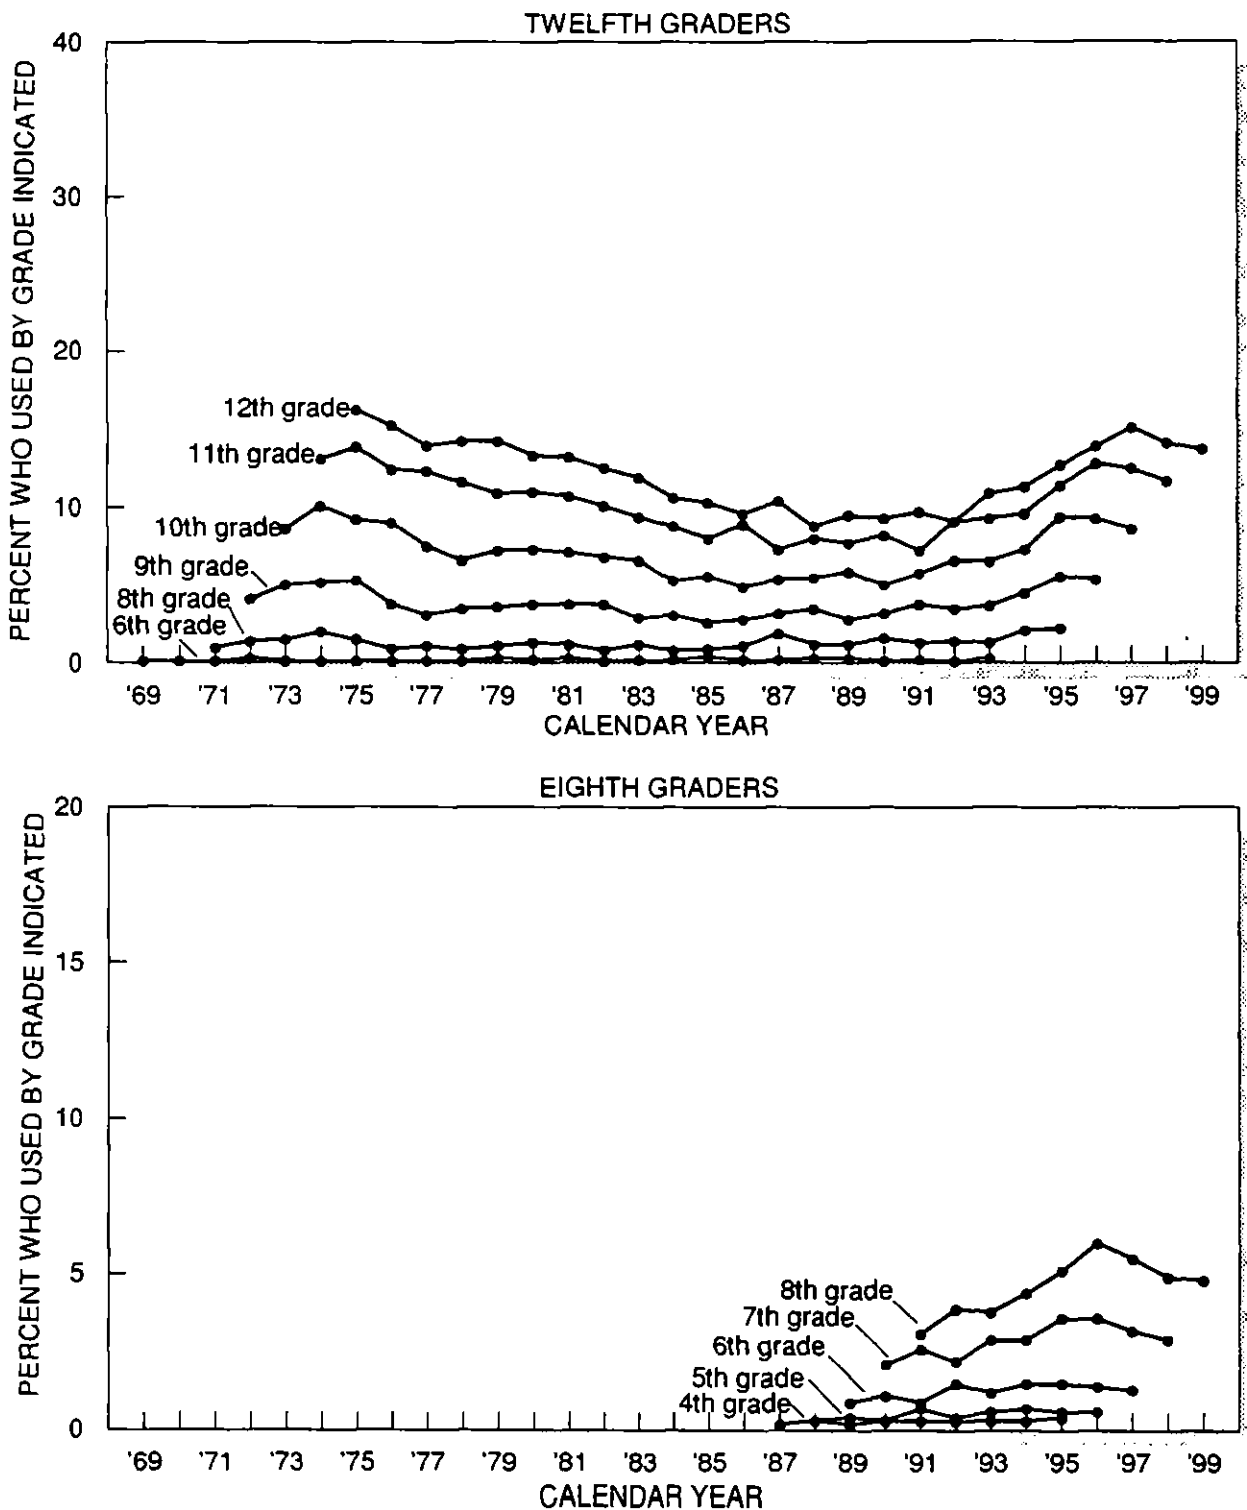 TWELFTH GRADERS
PERCENT WHO USED BY GRADE INDICATED
40
30
20
10
0
12th grade
11th grade
10th grade
9th grade
8th grade
6th grade
'69 '71 '73 '75 '77 '79 '81 '83 '85 '87 '89 '91 '93 '95 '97 '99
CALENDAR YEAR
EIGHTH GRADERS
PERCENT WHO USED BY GRADE INDICATED
20
15
10
5
0
8th grade
7th grade
6th grade
5th grade
4th grade
'69 '71 '73 '75 '77 '79 '81 '83 '85 '87 '89 '91 '93 '95 '97 '99
CALENDAR YEAR